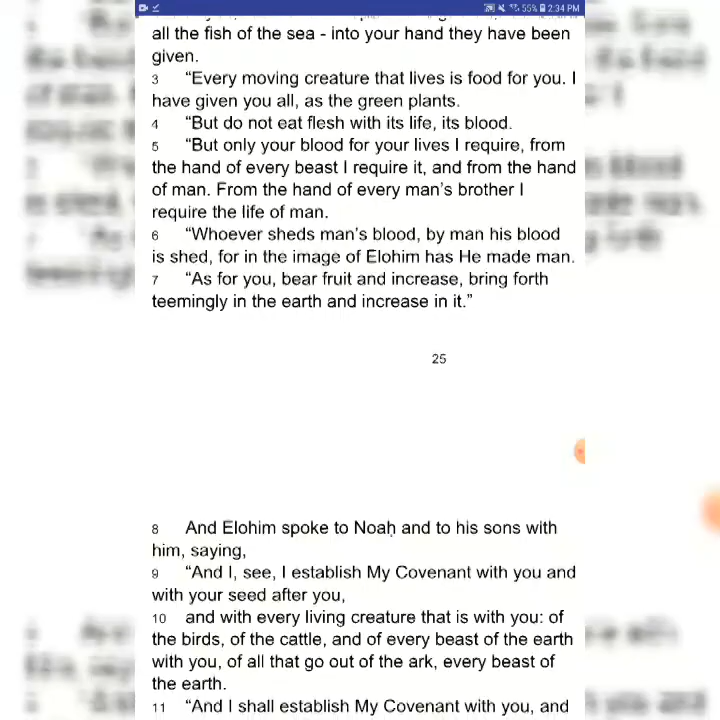 55% 2:34 PM
all the fish of the sea - into your hand they have been
given.
3 “Every moving creature that lives is food for you. I
have given you all, as the green plants.
4 “But do not eat flesh with its life, its blood.
5 “But only your blood for your lives I require, from
the hand of every beast I require it, and from the hand
of man. From the hand of every man’s brother I
require the life of man.
6 “Whoever sheds man’s blood, by man his blood
is shed, for in the image of Elohim has He made man.
7 “As for you, bear fruit and increase, bring forth
teemingly in the earth and increase in it.”
25
8 And Elohim spoke to Noaḥ and to his sons with
him, saying,
9 “And I, see, I establish My Covenant with you and
with your seed after you,
10 and with every living creature that is with you: of
the birds, of the cattle, and of every beast of the earth
with you, of all that go out of the ark, every beast of
the earth.
11 “And I shall establish My Covenant with you, and